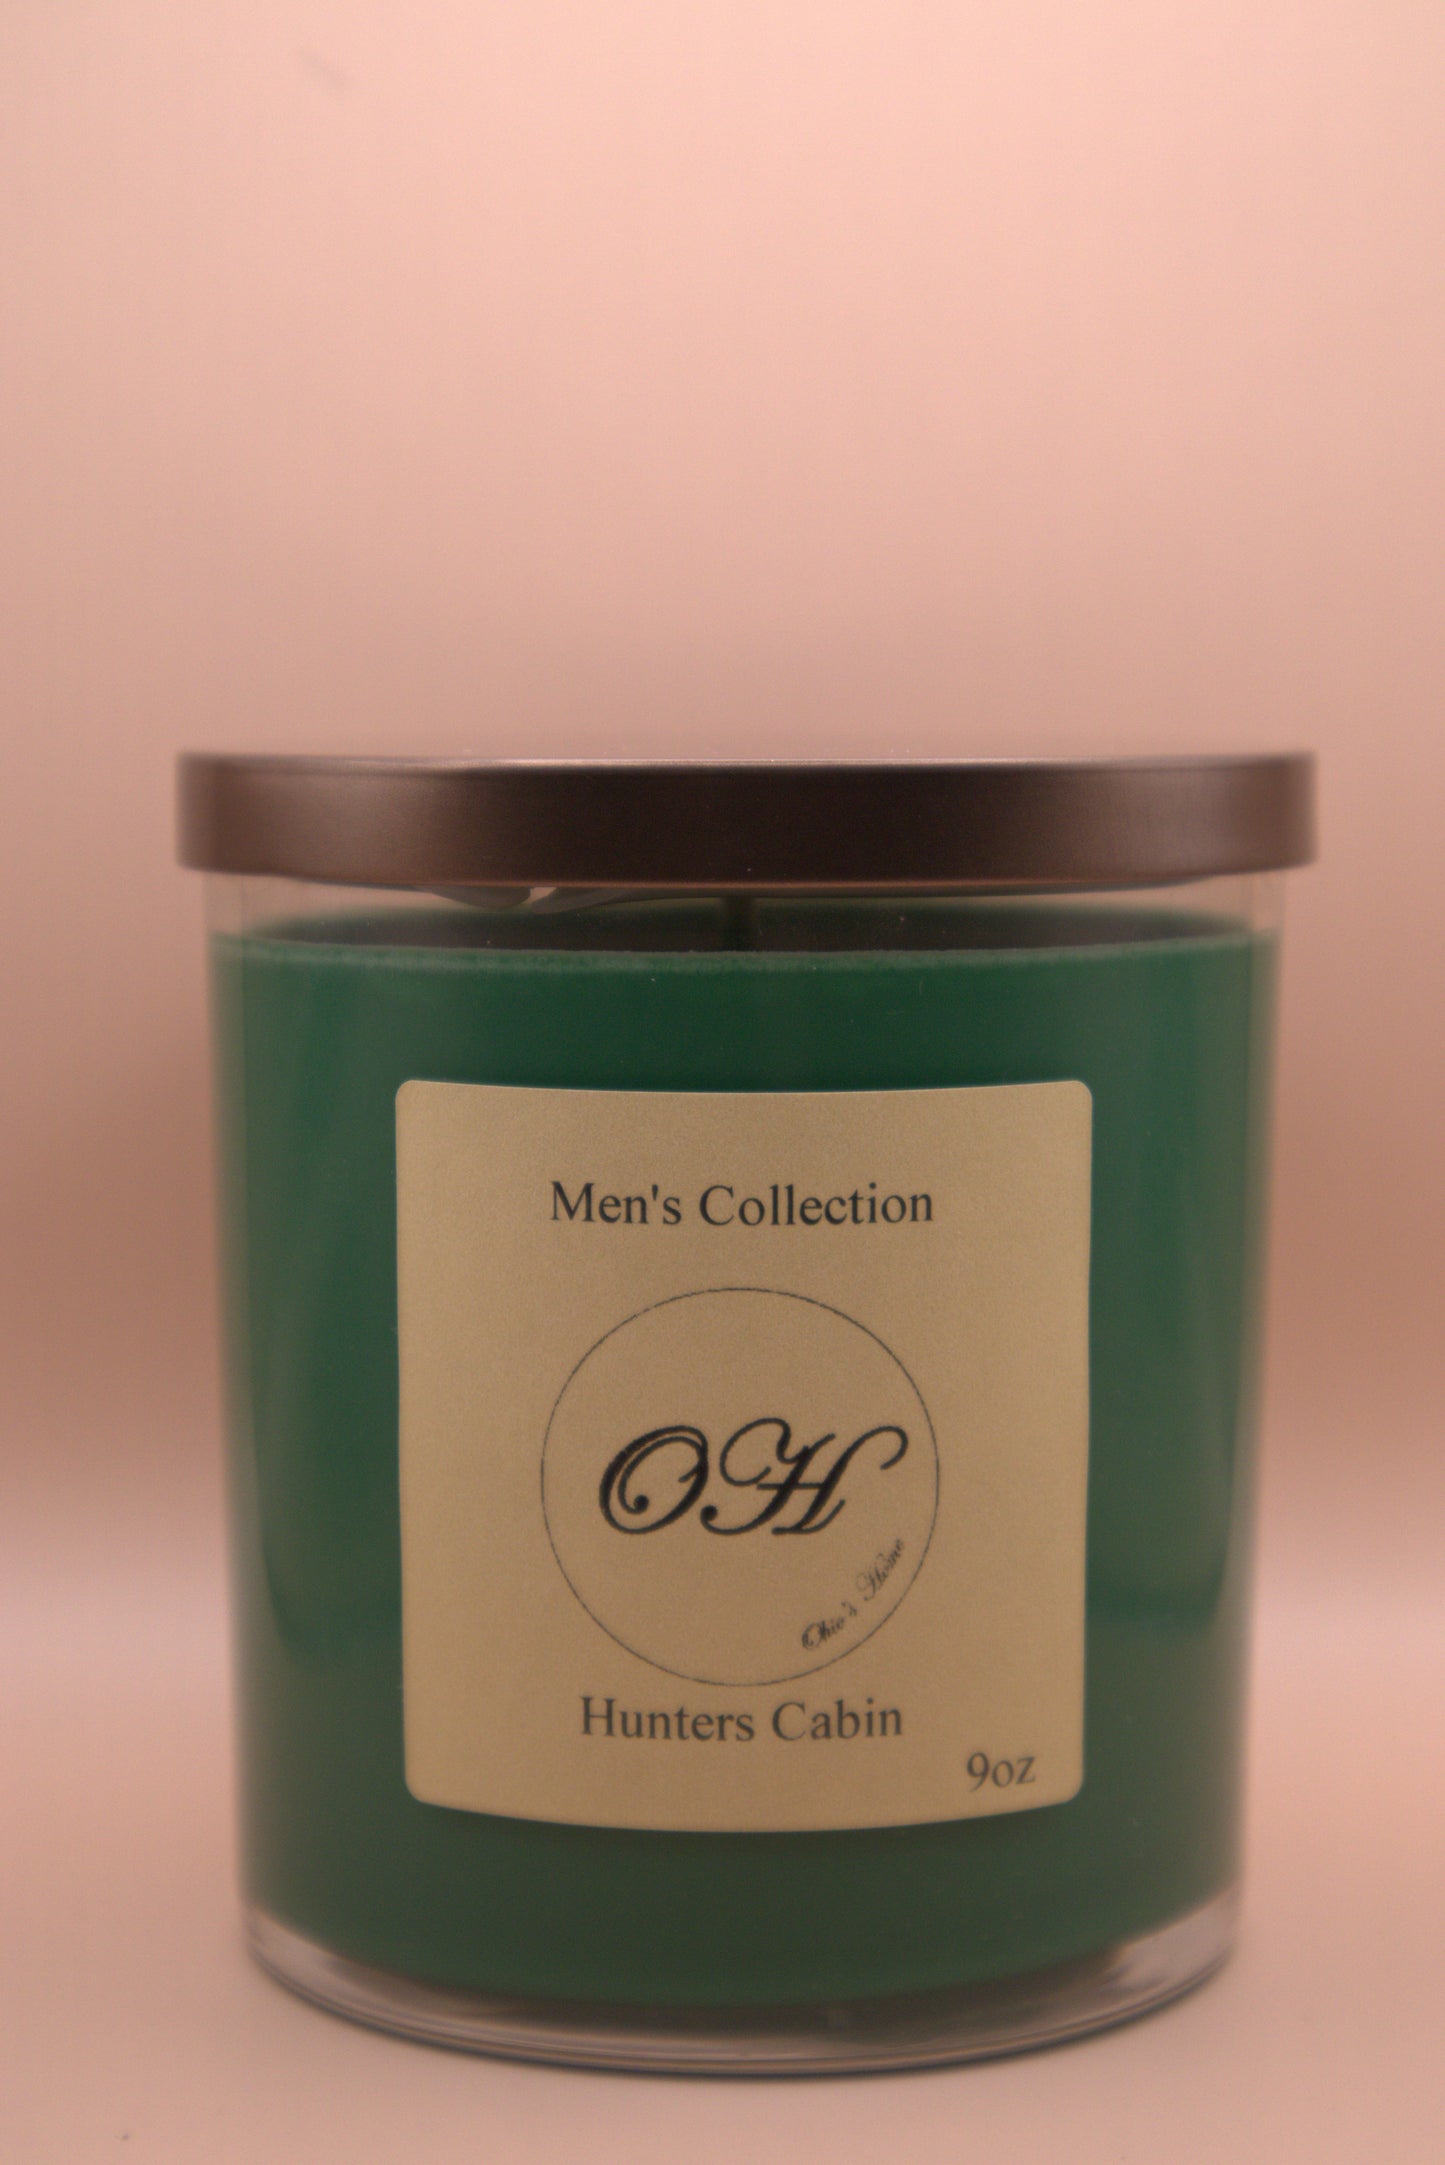 Men's Collection
OH
Ohio's Home
Hunters Cabin
9oz